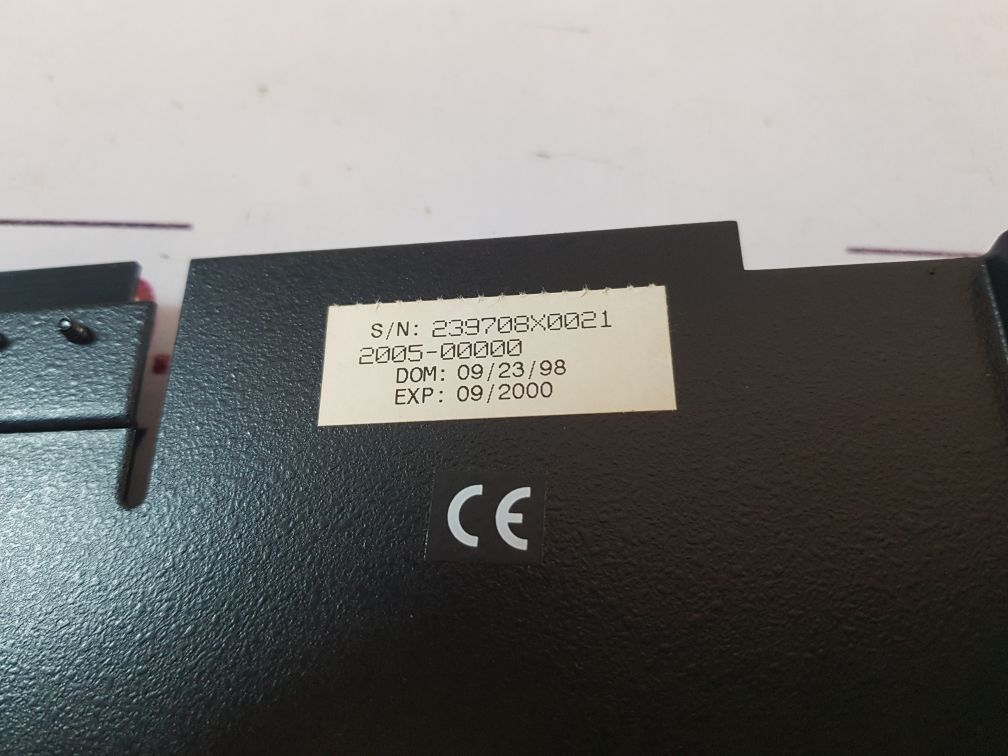 S/N: 239708X0021
2005-00000
DOM: 09/23/98
EXP: 09/2000
CE